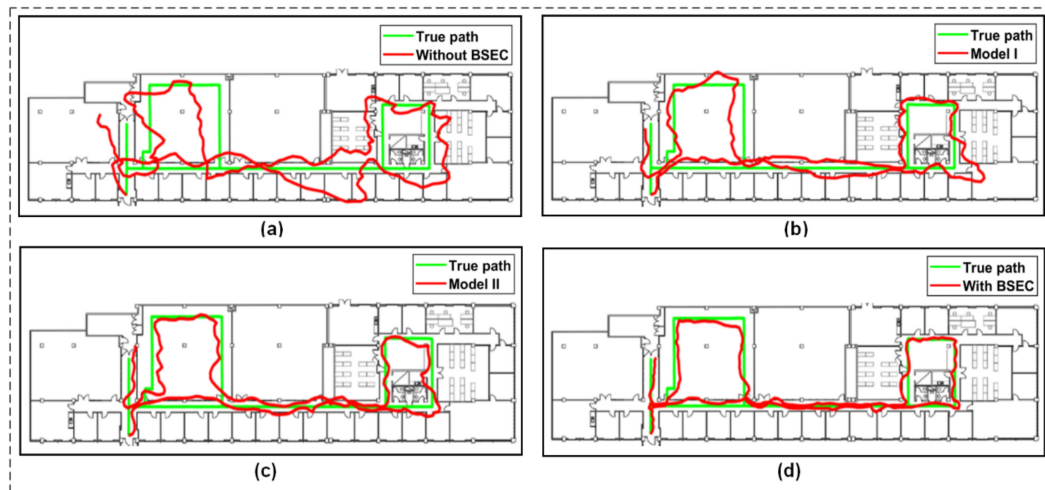 True path
Without BSEC
(a)
True path
Model I
(b)
True path
Model II
(c)
True path
With BSEC
(d)